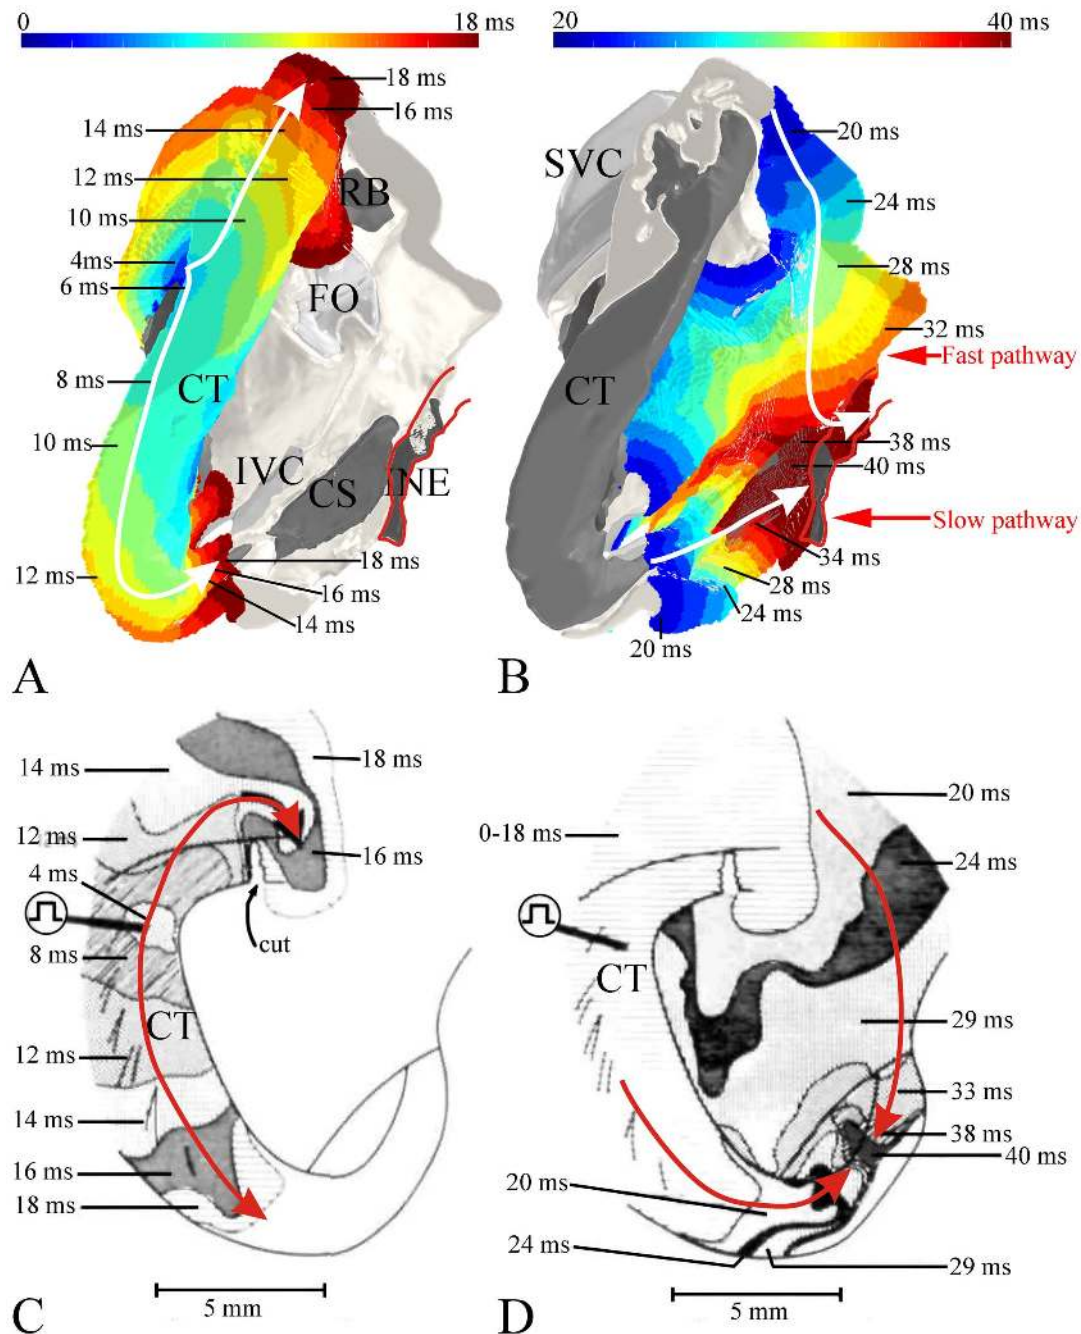 0
18 ms
18 ms
16 ms
14 ms
12 ms
10 ms
4ms
6 ms
8 ms
10 ms
12 ms
RB
FO
CT
IVC
CS
INE
18 ms
16 ms
14 ms
A
20
40 ms
SVC
20 ms
24 ms
28 ms
32 ms
Fast pathway
CT
38 ms
40 ms
Slow pathway
34 ms
28 ms
24 ms
20 ms
B
14 ms
18 ms
12 ms
4 ms
16 ms
8 ms
cut
CT
12 ms
14 ms
16 ms
18 ms
5 mm
C
20 ms
0-18 ms
24 ms
CT
29 ms
33 ms
38 ms
40 ms
20 ms
24 ms
29 ms
5 mm
D